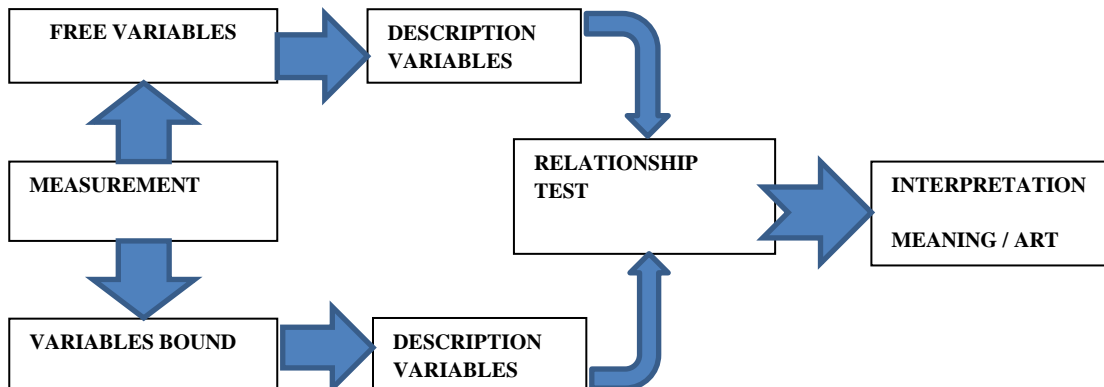 FREE VARIABLES
DESCRIPTION
VARIABLES
MEASUREMENT
RELATIONSHIP
TEST
INTERPRETATION
MEANING / ART
VARIABLES BOUND
DESCRIPTION
VARIABLES